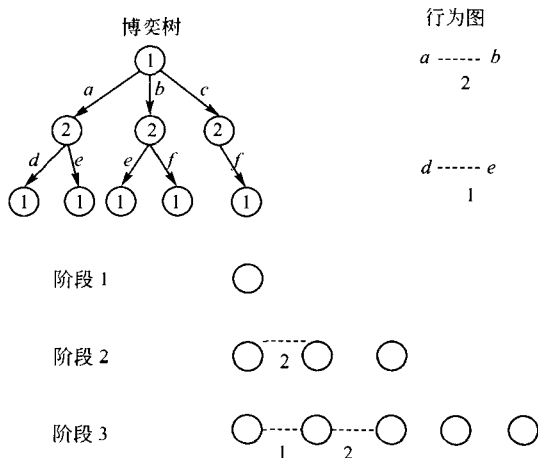 博弈树
行为图
1
a b c
a ------ b
2
2 2 2
d e e f f
d ------ e
1
1 1 1 1 1
阶段 1
阶段 2
2
阶段 3
1 2